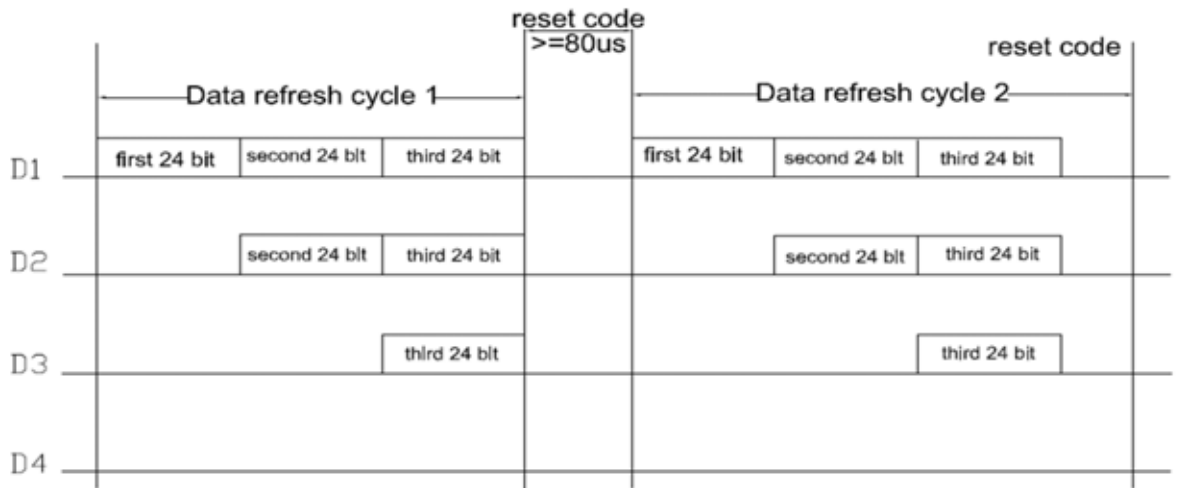 reset code
>=80us
reset code
Data refresh cycle 1
Data refresh cycle 2
D1 first 24 bit second 24 blt third 24 bit first 24 bit second 24 blt third 24 bit
D2 second 24 blt third 24 bit second 24 blt third 24 bit
D3 thlrd 24 blt third 24 bit
D4